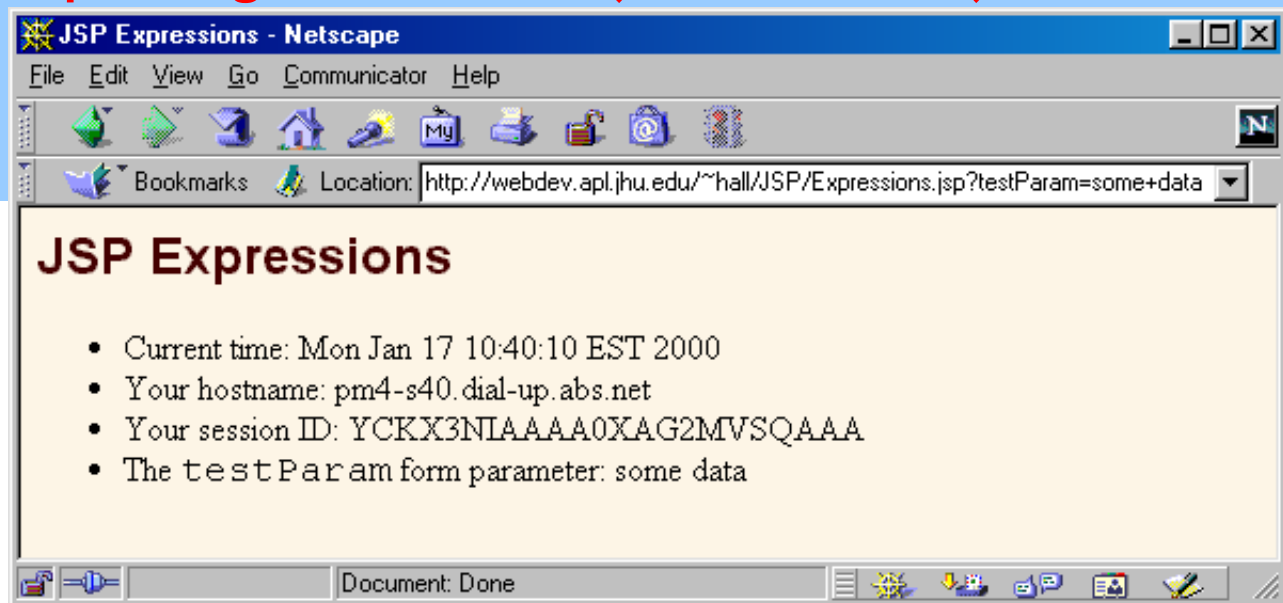 JSP Expressions - Netscape
File Edit View Go Communicator Help
My
N
Bookmarks Location: http://webdev.apl.jhu.edu/~hall/JSP/Expressions.jsp?testParam=some+data
JSP Expressions
• Current time: Mon Jan 17 10:40:10 EST 2000
• Your hostname: pm4-s40.dial-up.abs.net
• Your session ID: YCKX3NIAAAA0XAG2MVSQAAA
• The testParam form parameter: some data
Document: Done